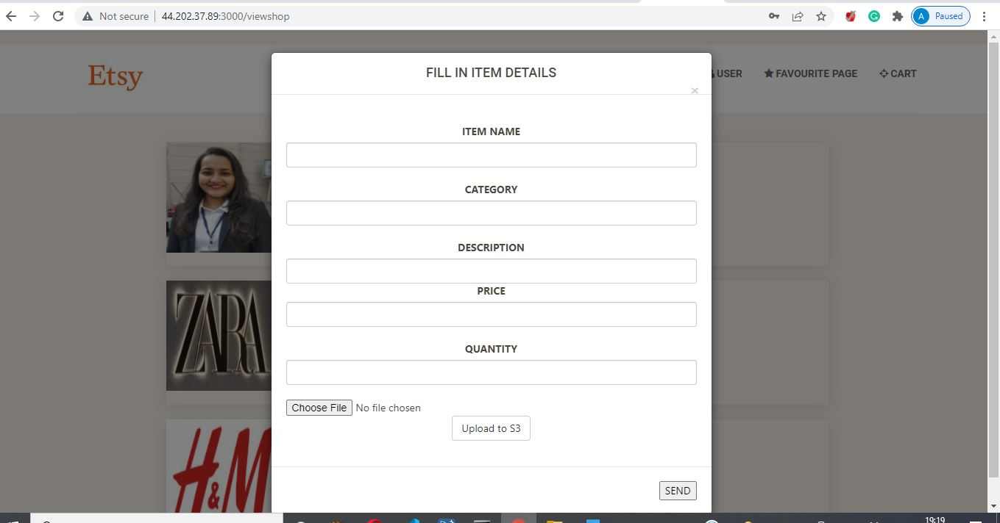 Not secure 44.202.37.89:3000/viewshop
A Paused
Etsy
USER FAVOURITE PAGE CART
FILL IN ITEM DETAILS
×
ITEM NAME
CATEGORY
DESCRIPTION
PRICE
QUANTITY
Choose File No file chosen
Upload to S3
SEND
ZARA
H&M
19:19